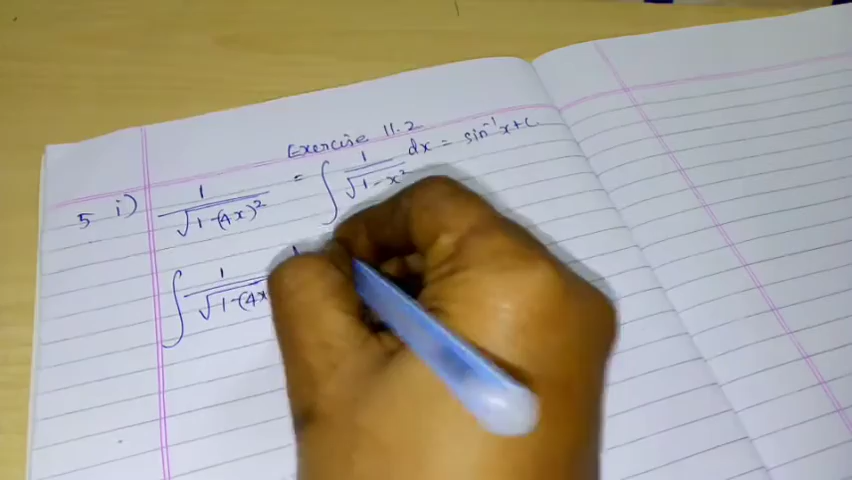 Exercise 11.2
5 i) 1/√1-(4x)² = ∫ 1/√1-x² dx = sin⁻¹x+c.
∫ 1/√1-(4x